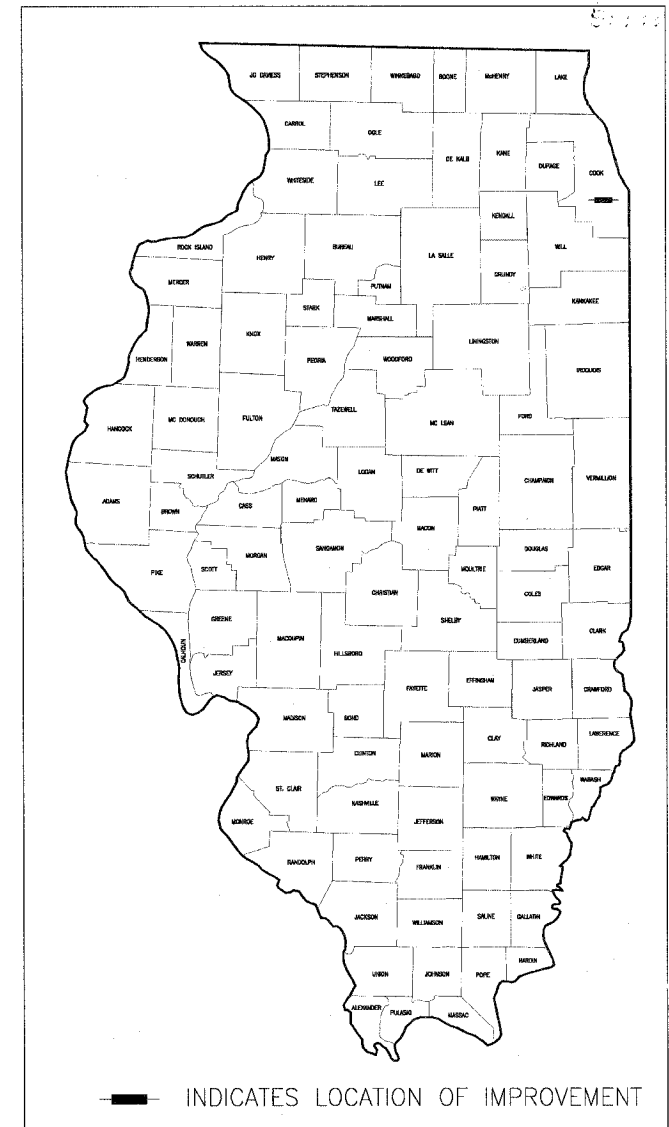 JO DAVIESS STEPHENSON WINNEBAGO BOONE McHENRY LAKE
CARROL OGLE DE KALB KANE DUPAGE COOK
WHITESIDE LEE KENDALL
ROCK ISLAND HENRY BUREAU LA SALLE GRUNDY WILL
MERCER PUTNAM KANKAKEE
STARK MARSHALL
HENDERSON WARREN KNOX PEORIA WOODFORD LIVINGSTON IROQUOIS
HANCOCK MC DONOUGH FULTON TAZEWELL MC LEAN FORD
MASON
SCHUYLER LOGAN DE WITT CHAMPAIGN VERMILLION
ADAMS BROWN CASS MENARD MACON PIATT
PIKE SCOTT MORGAN SANGAMON MOULTRIE DOUGLAS EDGAR
CHRISTIAN COLES
GREENE SHELBY
CALHOUN MACOUPIN HILLSBORO CUMBERLAND CLARK
JERSEY FAYETTE EFFINGHAM JASPER CRAWFORD
MADISON BOND
CLINTON MARION CLAY RICHLAND LAWERENCE
ST. CLAIR WABASH
MONROE NASHVILLE JEFFERSON WAYNE EDWARDS
RANDOLPH PERRY FRANKLIN HAMILTON WHITE
JACKSON WILLIAMSON SALINE GALLATIN
UNION JOHNSON POPE HARDIN
ALEXANDER PULASKI MASSAC
INDICATES LOCATION OF IMPROVEMENT